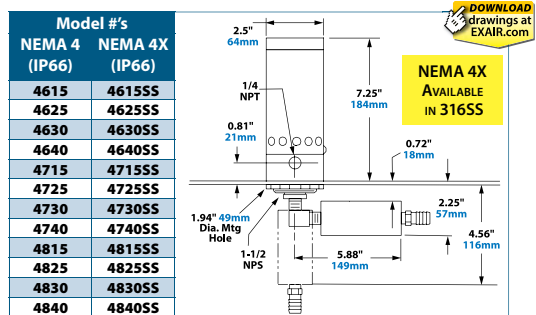 DOWNLOAD
drawings at
EXAIR.com
Model #'s
NEMA 4 NEMA 4X
(IP66) (IP66)
4615 4615SS
4625 4625SS
4630 4630SS
4640 4640SS
4715 4715SS
4725 4725SS
4730 4730SS
4740 4740SS
4815 4815SS
4825 4825SS
4830 4830SS
4840 4840SS
2.5"
64mm
1/4
NPT
0.81"
21mm
7.25"
184mm
NEMA 4X
AVAILABLE
IN 316SS
0.72"
18mm
1.94" 49mm
Dia. Mtg
Hole
1-1/2
NPS
5.88"
149mm
2.25"
57mm
4.56"
116mm